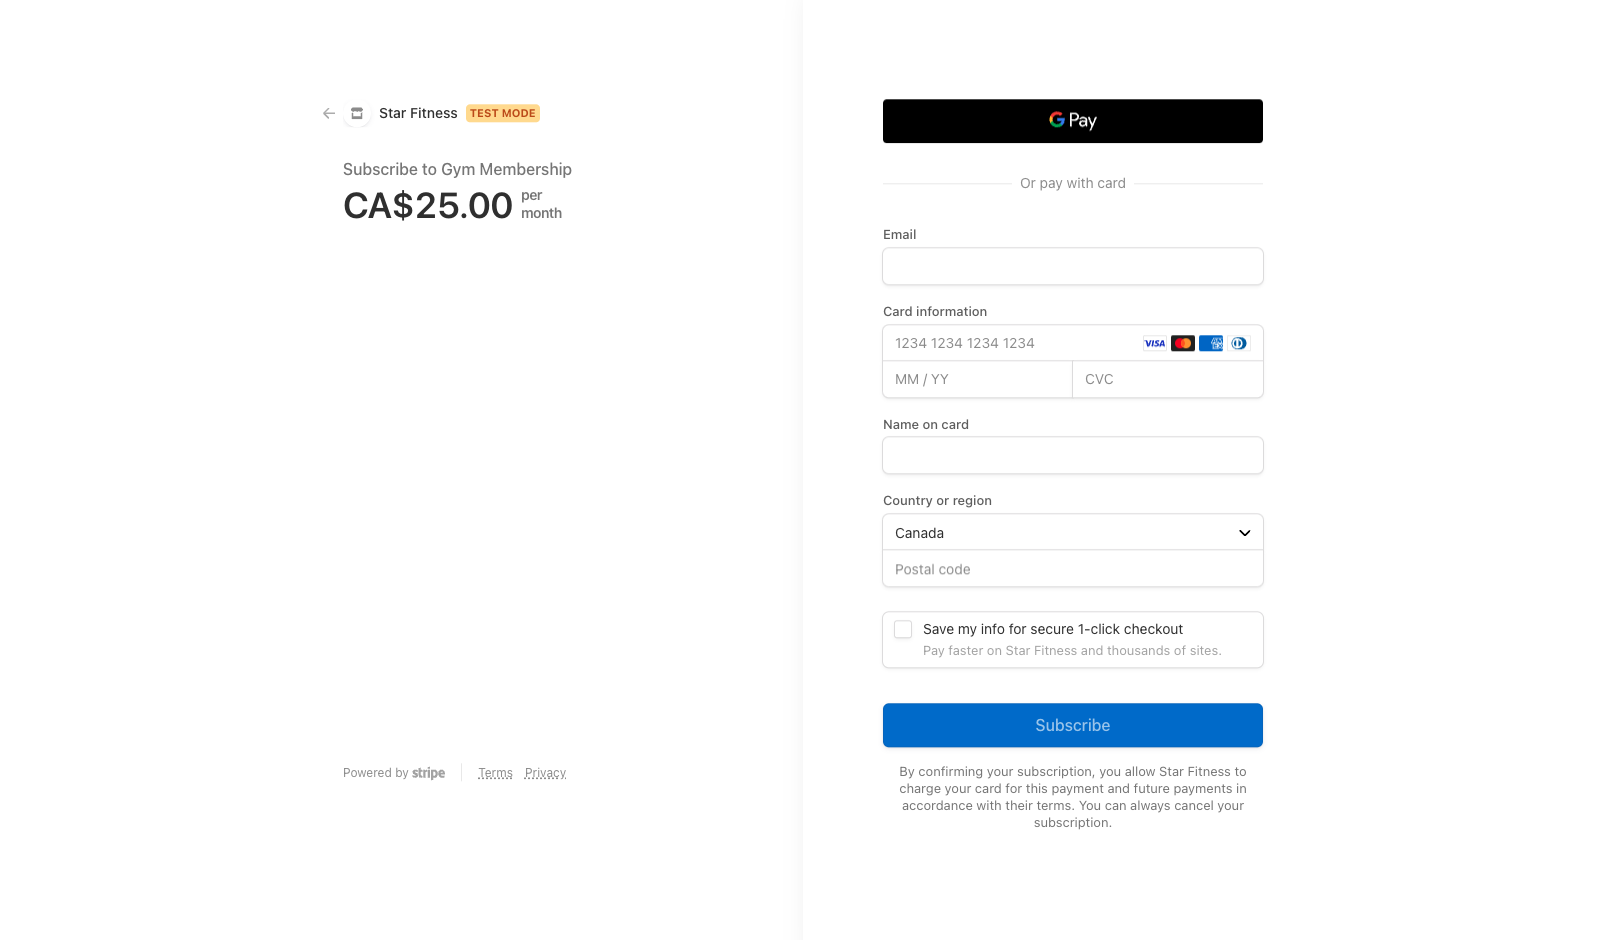 Star Fitness TEST MODE
Subscribe to Gym Membership
CA$25.00 per
month
Powered by stripe Terms Privacy
G Pay
Or pay with card
Email
Card information
1234 1234 1234 1234 VISA
MM / YY CVC
Name on card
Country or region
Canada
Postal code
Save my info for secure 1-click checkout
Pay faster on Star Fitness and thousands of sites.
Subscribe
By confirming your subscription, you allow Star Fitness to
charge your card for this payment and future payments in
accordance with their terms. You can always cancel your
subscription.